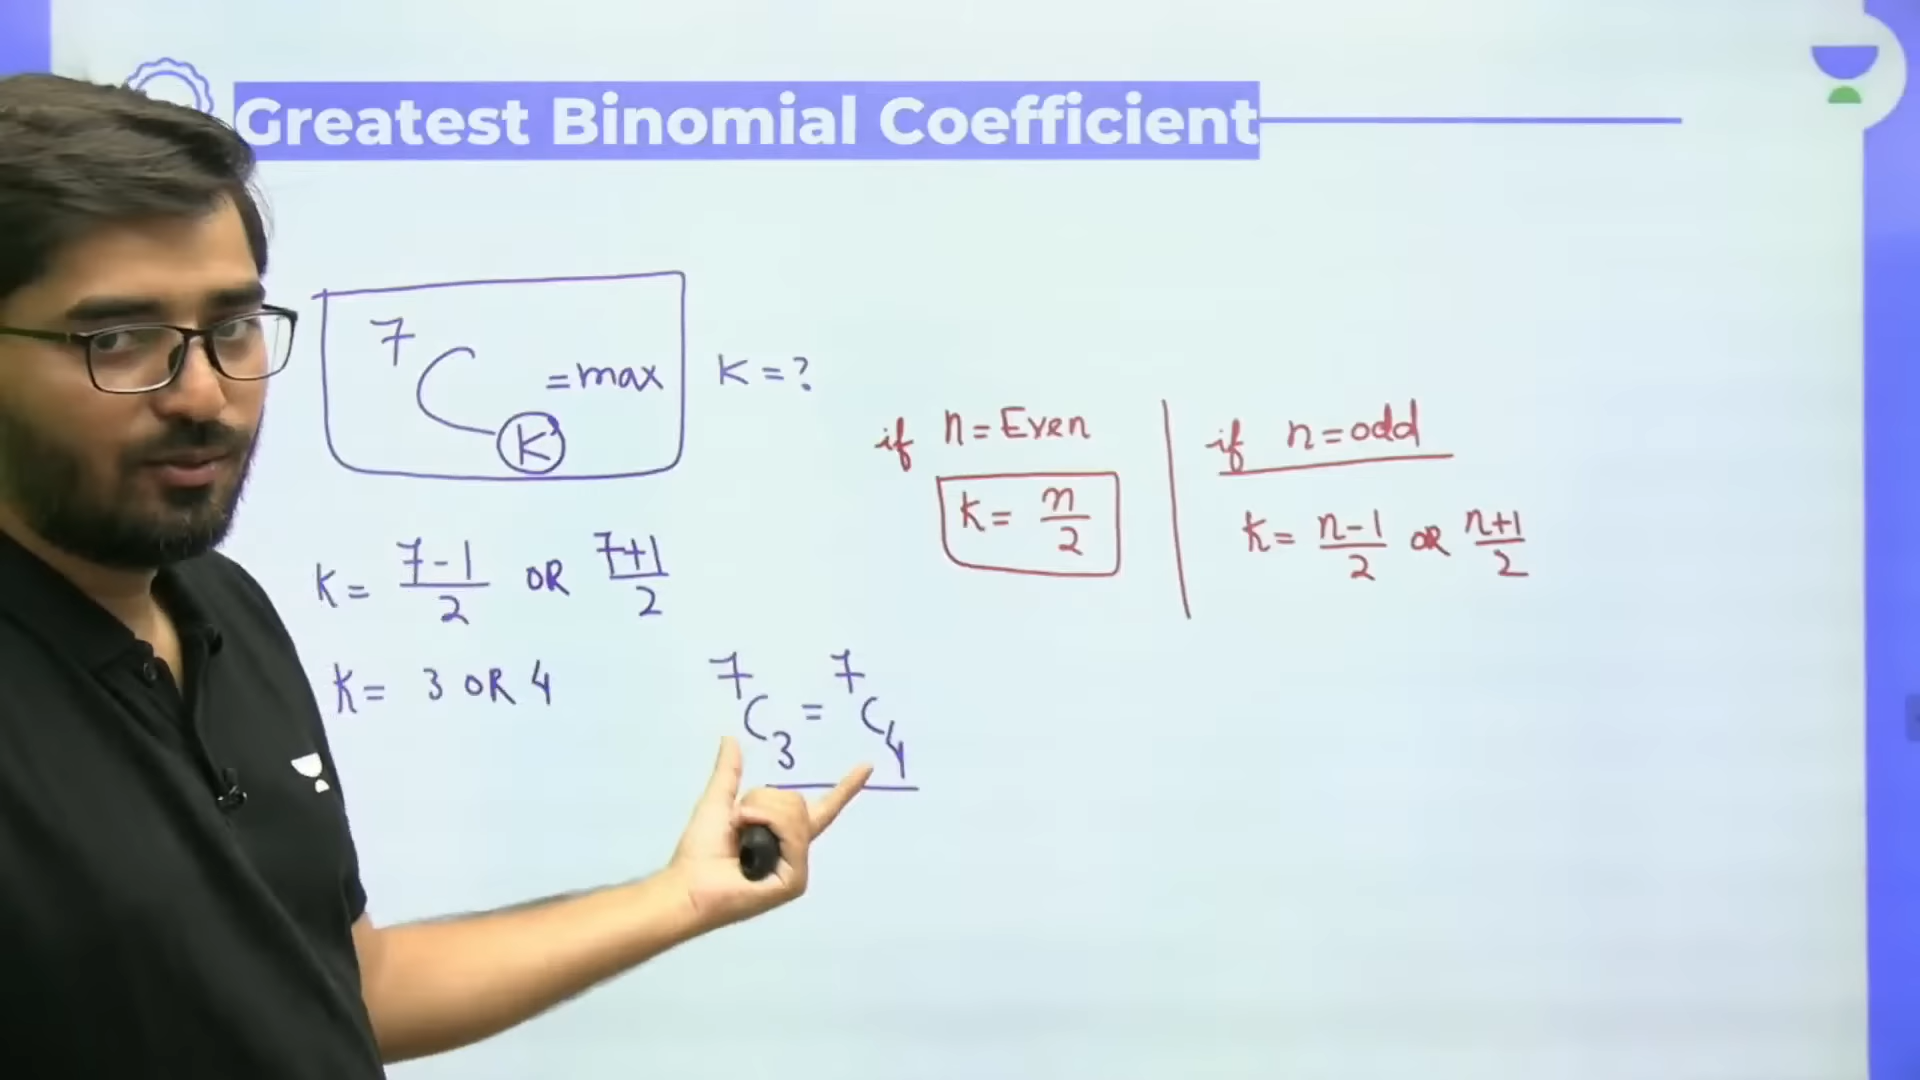 Greatest Binomial Coefficient
7
C K = max K = ?
if n = Even
K = n/2
if n = odd
K = n-1/2 OR n+1/2
K = 7-1/2 OR 7+1/2
K = 3 OR 4
7C3 = 7C4